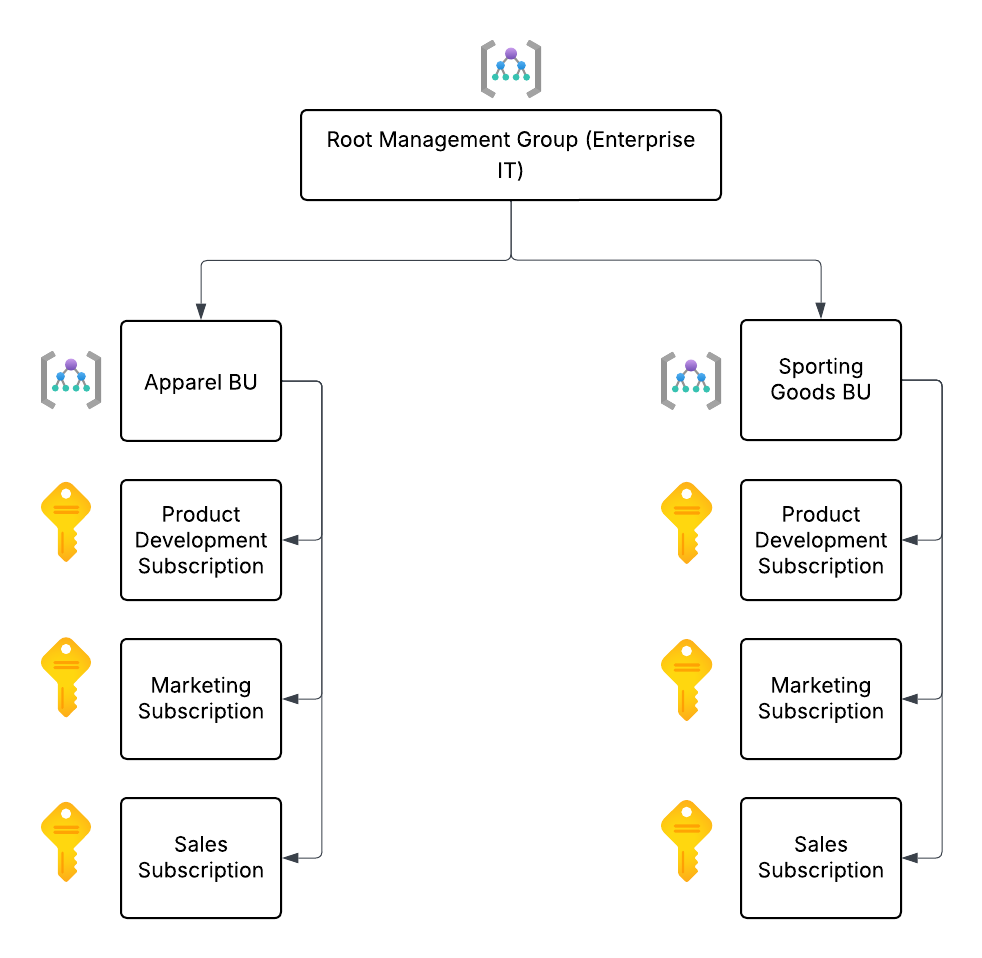 Root Management Group (Enterprise
IT)
Apparel BU
Sporting
Goods BU
Product
Development
Subscription
Product
Development
Subscription
Marketing
Subscription
Marketing
Subscription
Sales
Subscription
Sales
Subscription